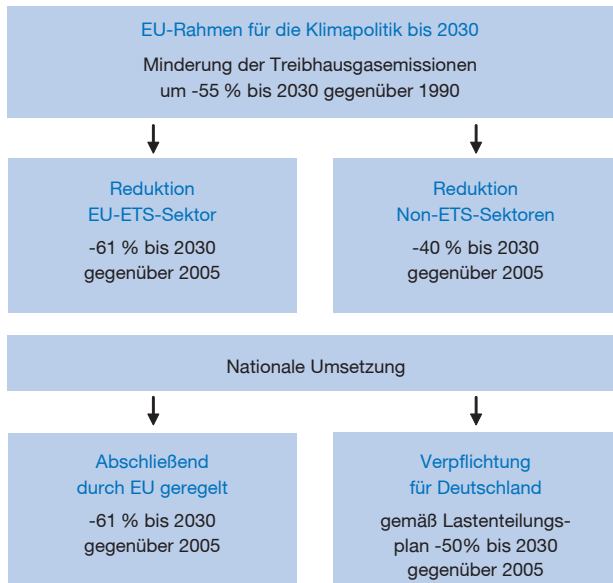 EU-Rahmen für die Klimapolitik bis 2030
Minderung der Treibhausgasemissionen
um -55 % bis 2030 gegenüber 1990
Reduktion
EU-ETS-Sektor
-61 % bis 2030
gegenüber 2005
Reduktion
Non-ETS-Sektoren
-40 % bis 2030
gegenüber 2005
Nationale Umsetzung
Abschließend
durch EU geregelt
-61 % bis 2030
gegenüber 2005
Verpflichtung
für Deutschland
gemäß Lastenteilungs-
plan -50% bis 2030
gegenüber 2005